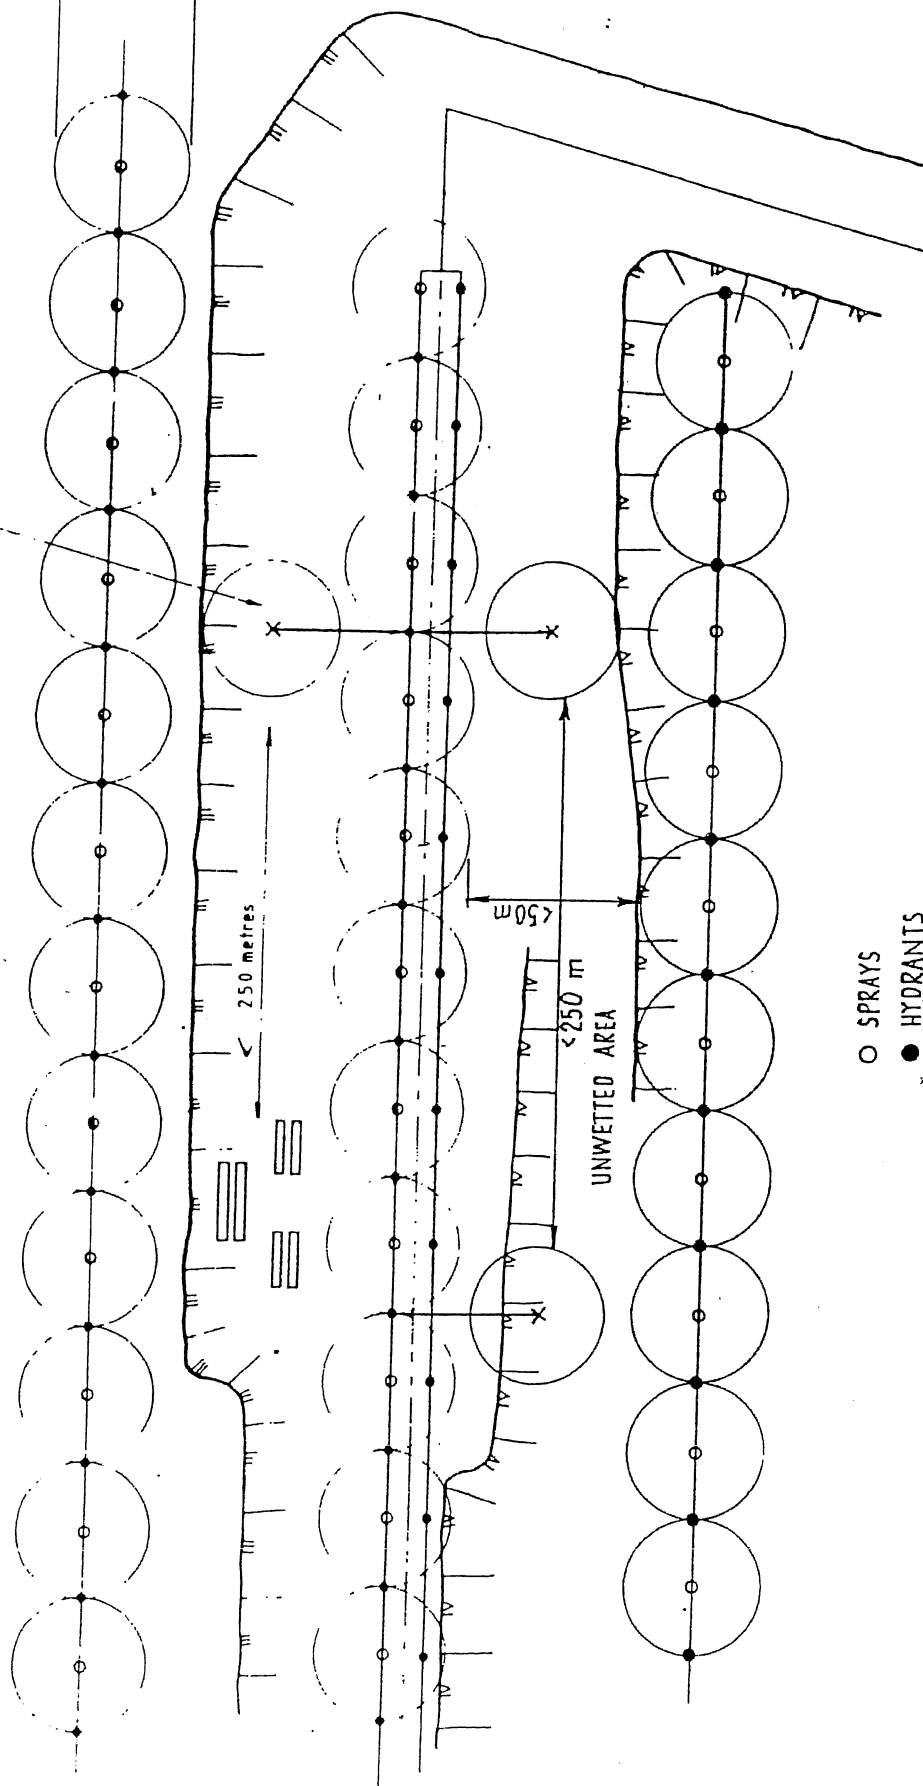 < 250 metres
<50m
<250 m
UNWETTED AREA
O SPRAYS
● HYDRANTS